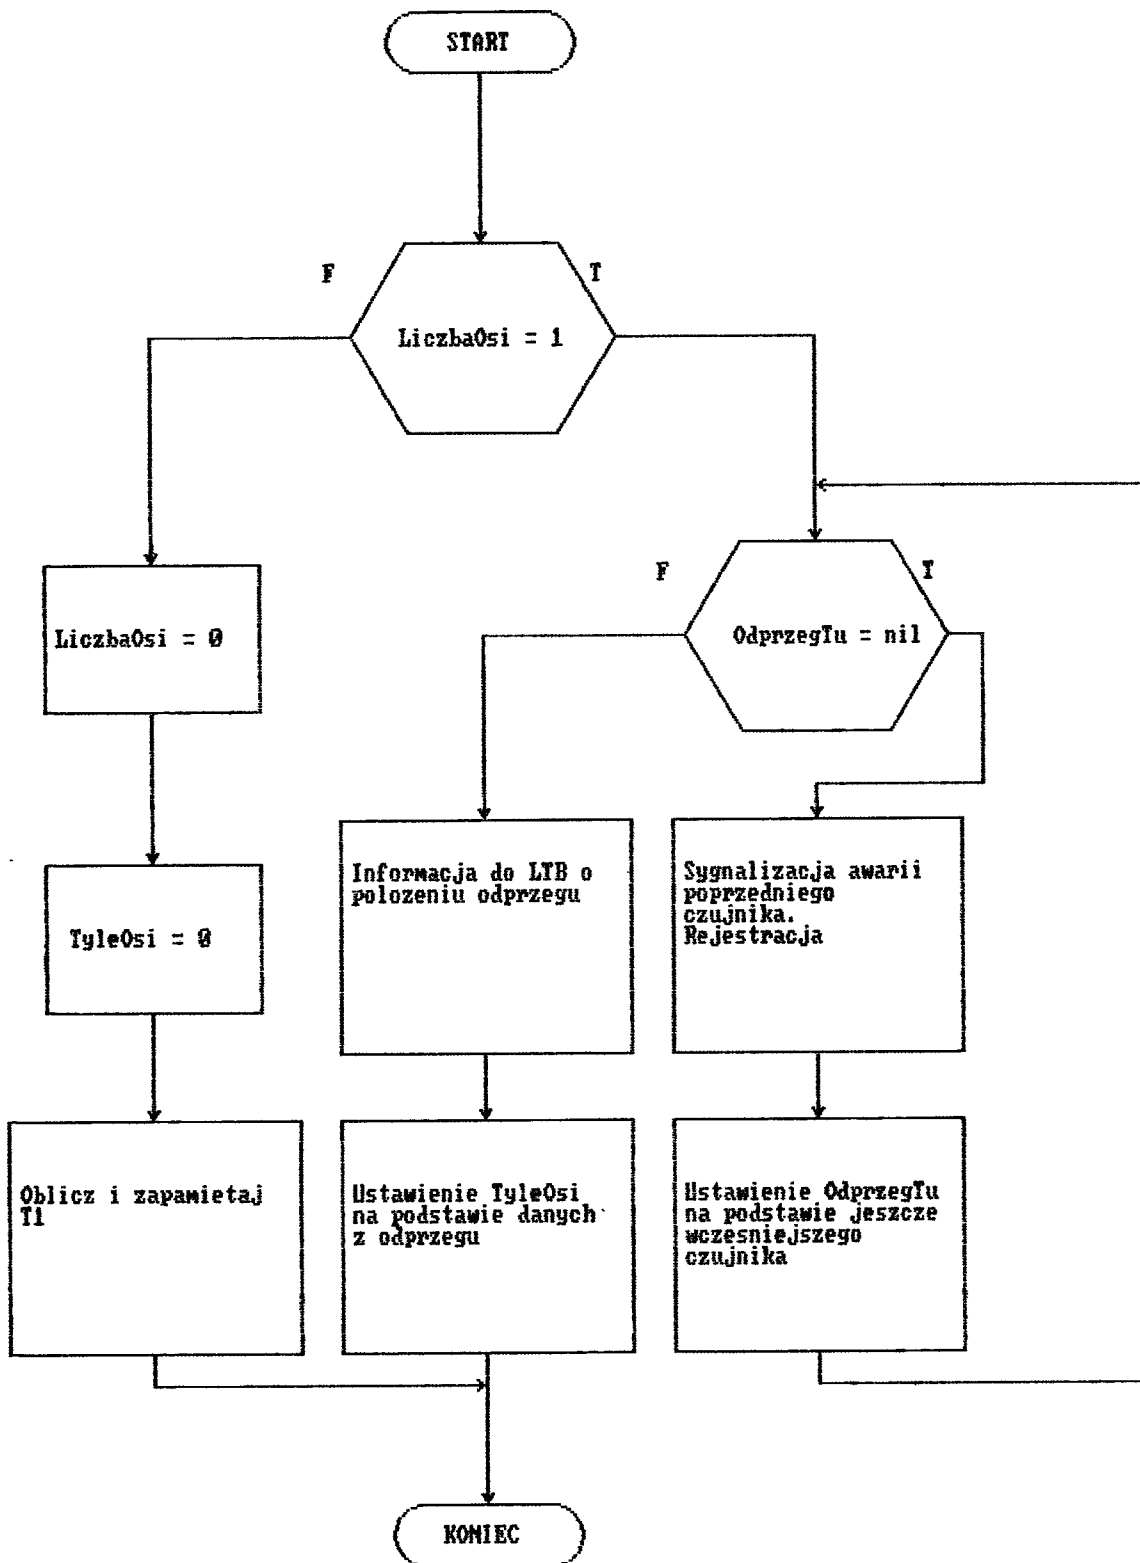 START
F
T
LiczbaOsi = 1
F
T
OdprzegTu = nil
LiczbaOsi = 0
Informacja do LTB o
polozeniu odprzegu
Sygnalizacja awarii
poprzedniego
czujnika.
Rejestracja
TyleOsi = 0
Oblicz i zapamietaj
T1
Ustawienie TyleOsi
na podstawie danych
z odprzegu
Ustawienie OdprzegTu
na podstawie jeszcze
wczesniejszego
czujnika
KONIEC